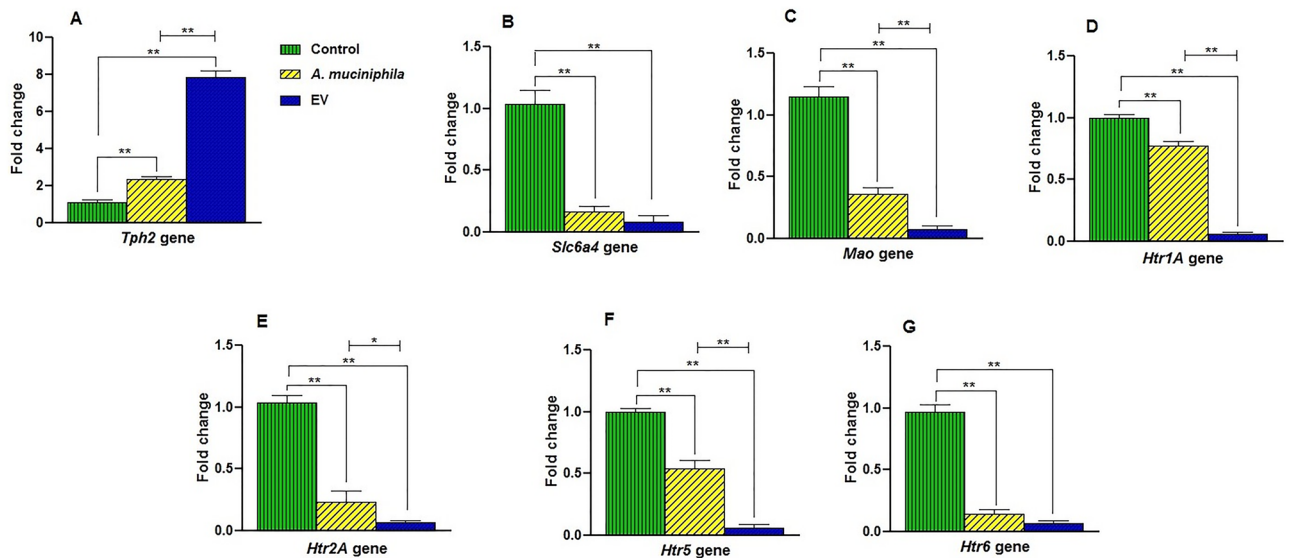 A
Fold change
10
8
6
4
2
0
**
**
**
Tph2 gene
Control
A. muciniphila
EV
B
Fold change
1.5
1.0
0.5
0.0
**
**
Slc6a4 gene
C
Fold change
1.5
1.0
0.5
0.0
**
**
**
Mao gene
D
Fold change
1.5
1.0
0.5
0.0
**
**
**
Htr1A gene
E
Fold change
1.5
1.0
0.5
0.0
*
**
**
Htr2A gene
F
Fold change
1.5
1.0
0.5
0.0
**
**
**
Htr5 gene
G
Fold change
1.5
1.0
0.5
0.0
**
**
Htr6 gene